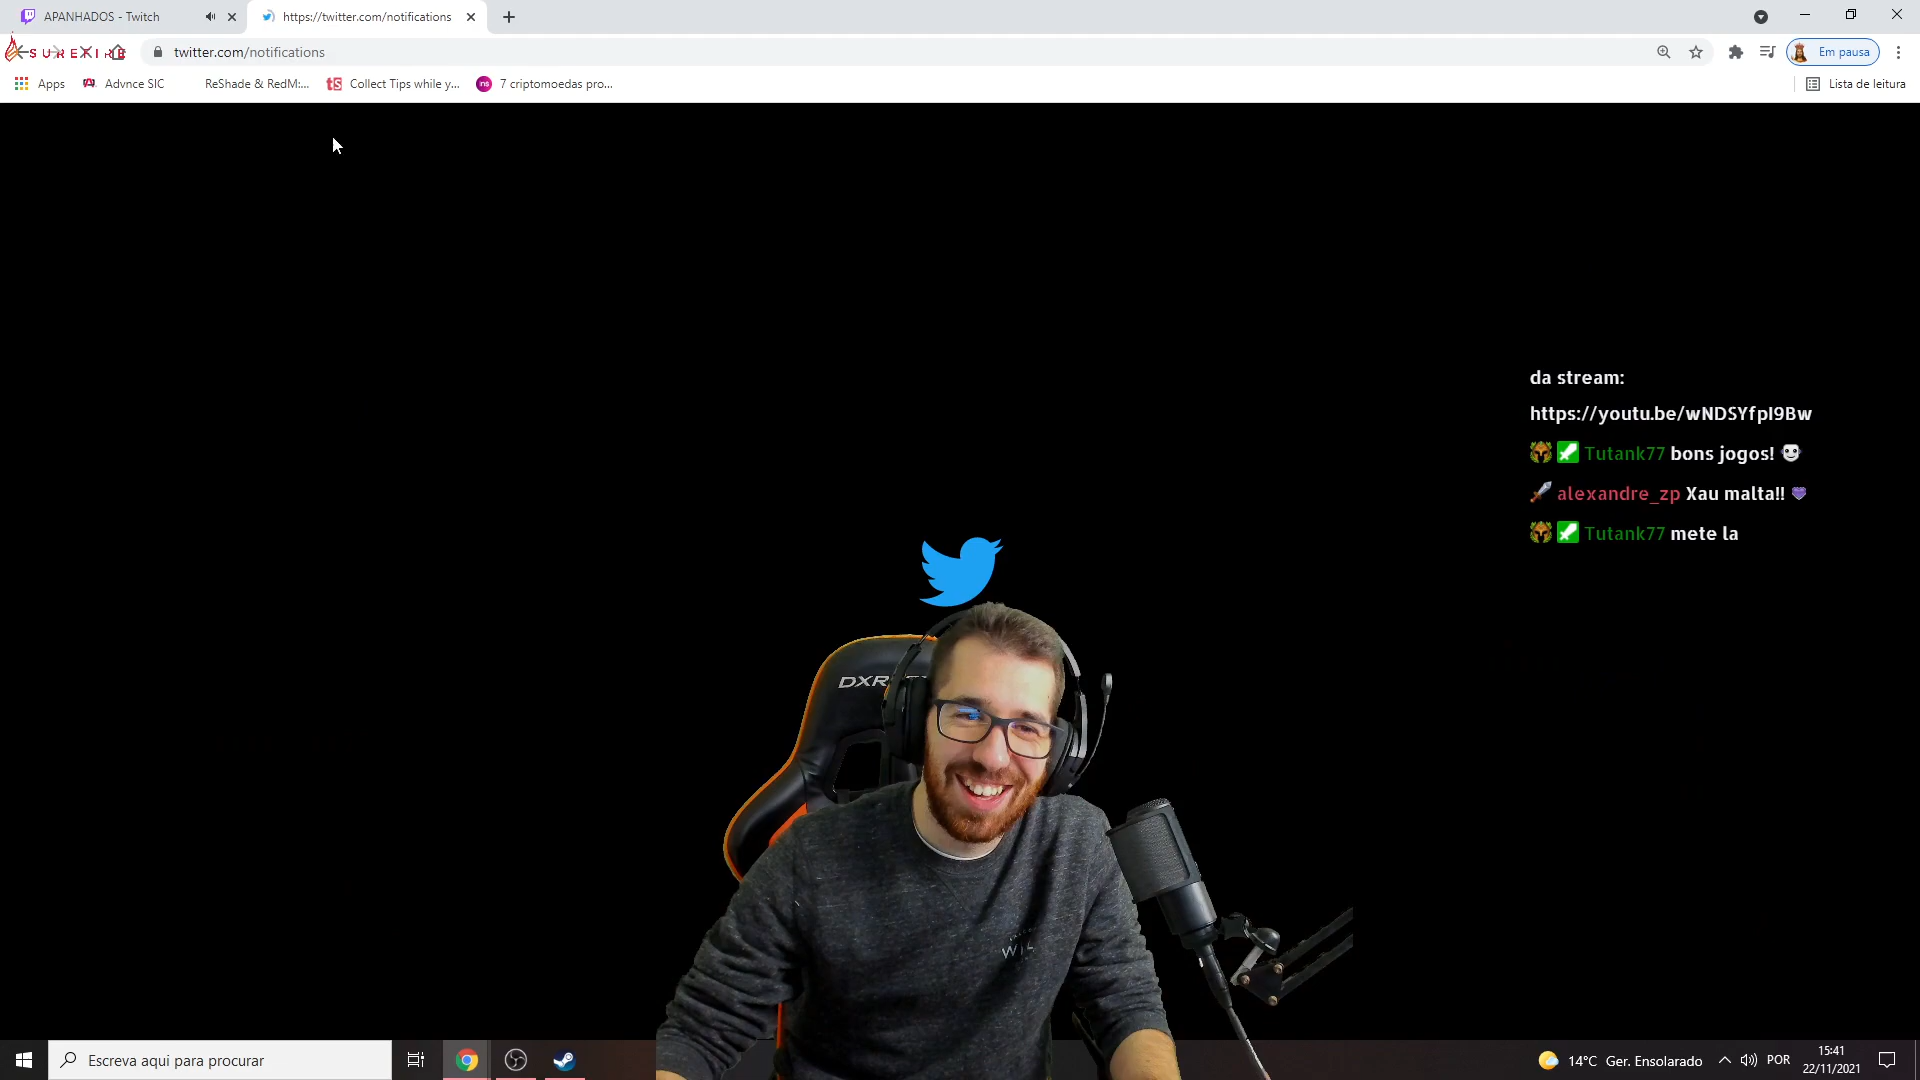 APANHADOS - Twitch
https://twitter.com/notifications
SUREFIRE
twitter.com/notifications
Em pausa
Apps
Advnce SIC
ReShade & RedM:...
Collect Tips while y...
7 criptomoedas pro...
Lista de leitura
da stream:
https://youtu.be/wNDSYfpI9Bw
Tutank77 bons jogos!
alexandre_zp Xau malta!!
Tutank77 mete la
Escreva aqui para procurar
14°C Ger. Ensolarado
POR
15:41
22/11/2021